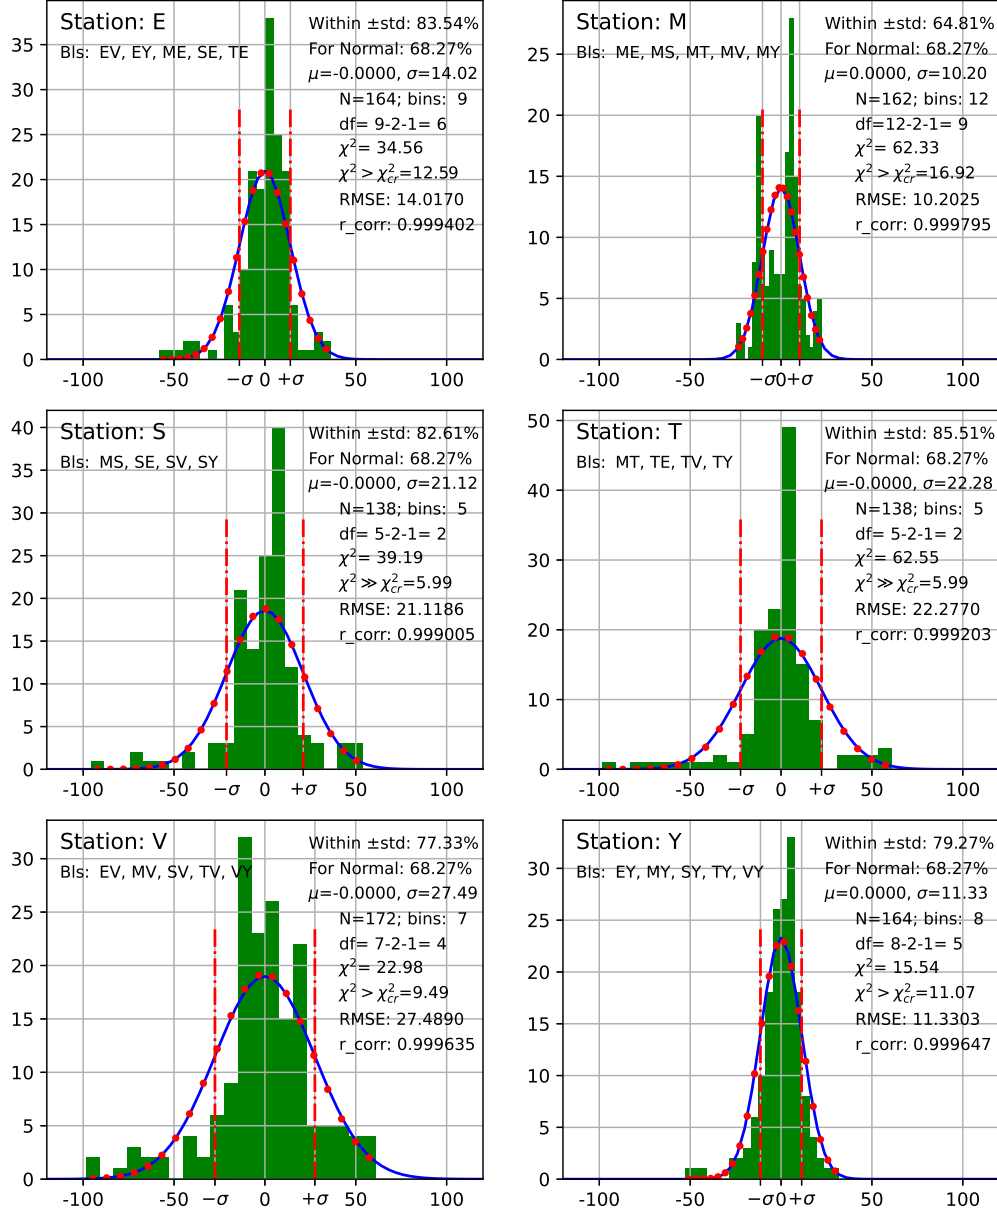 Station: E
Bls: EV, EY, ME, SE, TE
Within ±std: 83.54%
For Normal: 68.27%
μ=-0.0000, σ=14.02
N=164; bins: 9
df= 9-2-1= 6
χ²= 34.56
χ² > χ²cr=12.59
RMSE: 14.0170
r_corr: 0.999402
35
30
25
20
15
10
5
0
-100 -50 −σ 0 +σ 50 100
Station: M
Bls: ME, MS, MT, MV, MY
Within ±std: 64.81%
For Normal: 68.27%
μ=0.0000, σ=10.20
N=162; bins: 12
df=12-2-1= 9
χ²= 62.33
χ² > χ²cr=16.92
RMSE: 10.2025
r_corr: 0.999795
25
20
15
10
5
0
-100 -50 −σ 0 +σ 50 100
Station: S
Bls: MS, SE, SV, SY
Within ±std: 82.61%
For Normal: 68.27%
μ=-0.0000, σ=21.12
N=138; bins: 5
df= 5-2-1= 2
χ²= 39.19
χ² ≫ χ²cr=5.99
RMSE: 21.1186
r_corr: 0.999005
40
35
30
25
20
15
10
5
0
-100 -50 −σ 0 +σ 50 100
Station: T
Bls: MT, TE, TV, TY
Within ±std: 85.51%
For Normal: 68.27%
μ=-0.0000, σ=22.28
N=138; bins: 5
df= 5-2-1= 2
χ²= 62.55
χ² ≫ χ²cr=5.99
RMSE: 22.2770
r_corr: 0.999203
50
40
30
20
10
0
-100 -50 −σ 0 +σ 50 100
Station: V
Bls: EV, MV, SV, TV, VY
Within ±std: 77.33%
For Normal: 68.27%
μ=-0.0000, σ=27.49
N=172; bins: 7
df= 7-2-1= 4
χ²= 22.98
χ² > χ²cr=9.49
RMSE: 27.4890
r_corr: 0.999635
30
25
20
15
10
5
0
-100 -50 −σ 0 +σ 50 100
Station: Y
Bls: EY, MY, SY, TY, VY
Within ±std: 79.27%
For Normal: 68.27%
μ=0.0000, σ=11.33
N=164; bins: 8
df= 8-2-1= 5
χ²= 15.54
χ² > χ²cr=11.07
RMSE: 11.3303
r_corr: 0.999647
30
25
20
15
10
5
0
-100 -50 −σ 0 +σ 50 100